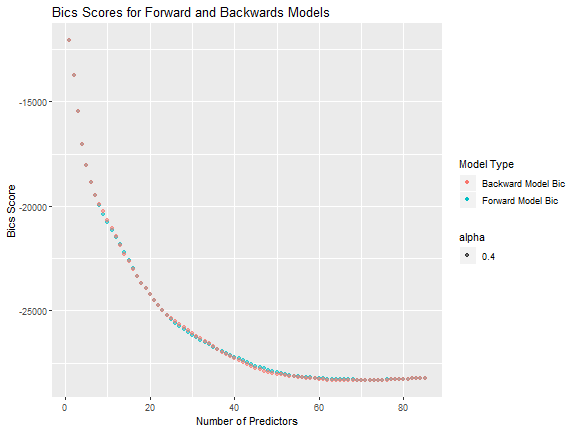 Bics Scores for Forward and Backwards Models
-15000
-20000
-25000
Bics Score
0
20
40
60
80
Number of Predictors
Model Type
Backward Model Bic
Forward Model Bic
alpha
0.4